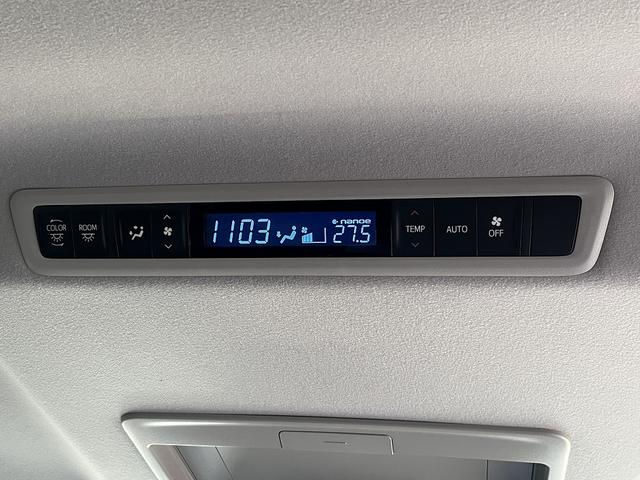 COLOR
ROOM
1103
nanoe
27.5
TEMP
AUTO
OFF